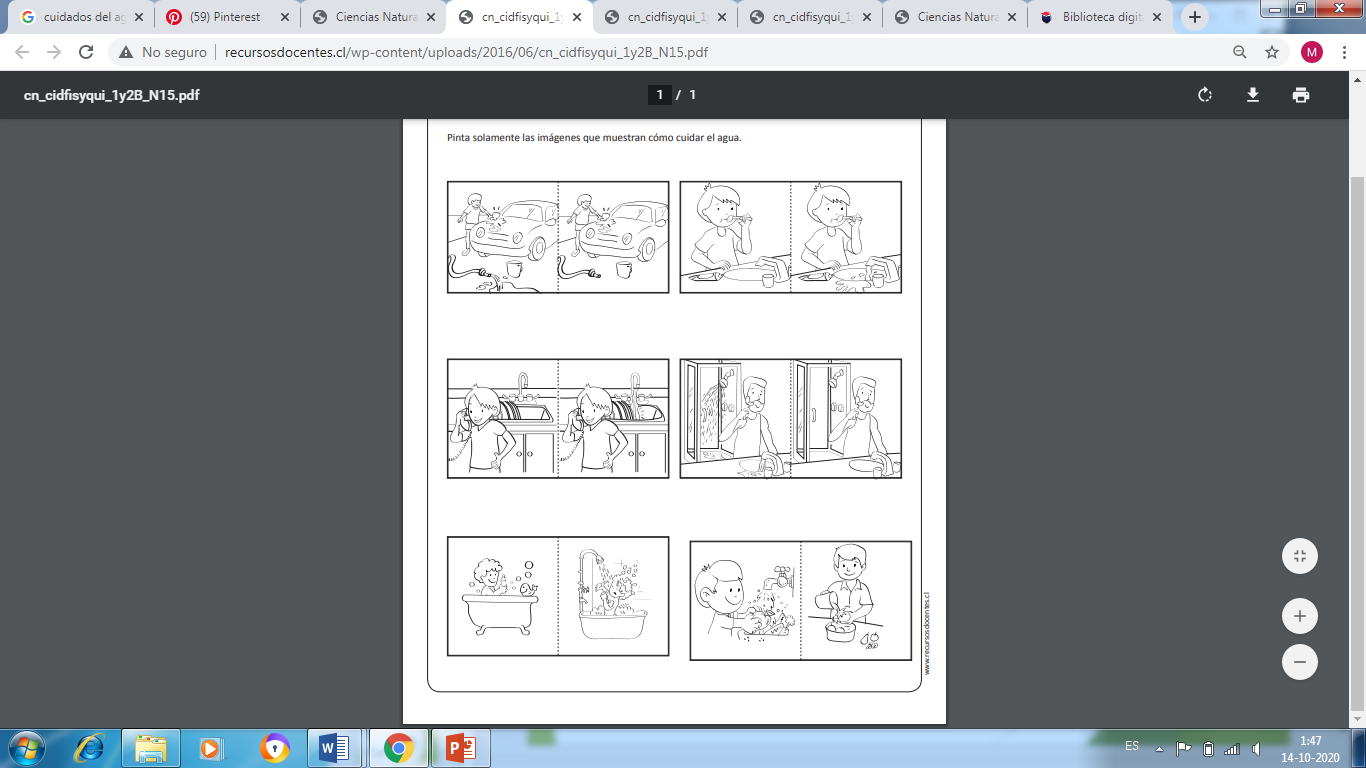 cuidados del ag
(59) Pinterest
Ciencias Natura
cn_cidfisyqui_1y
cn_cidfisyqui_1
cn_cidfisyqui_1
Ciencias Natura
Biblioteca digit
No seguro
recursosdocentes.cl/wp-content/uploads/2016/06/cn_cidfisyqui_1y2B_N15.pdf
M
cn_cidfisyqui_1y2B_N15.pdf
1 / 1
Pinta solamente las imágenes que muestran cómo cuidar el agua.
www.recursosdocentes.cl
ES
1:47
14-10-2020